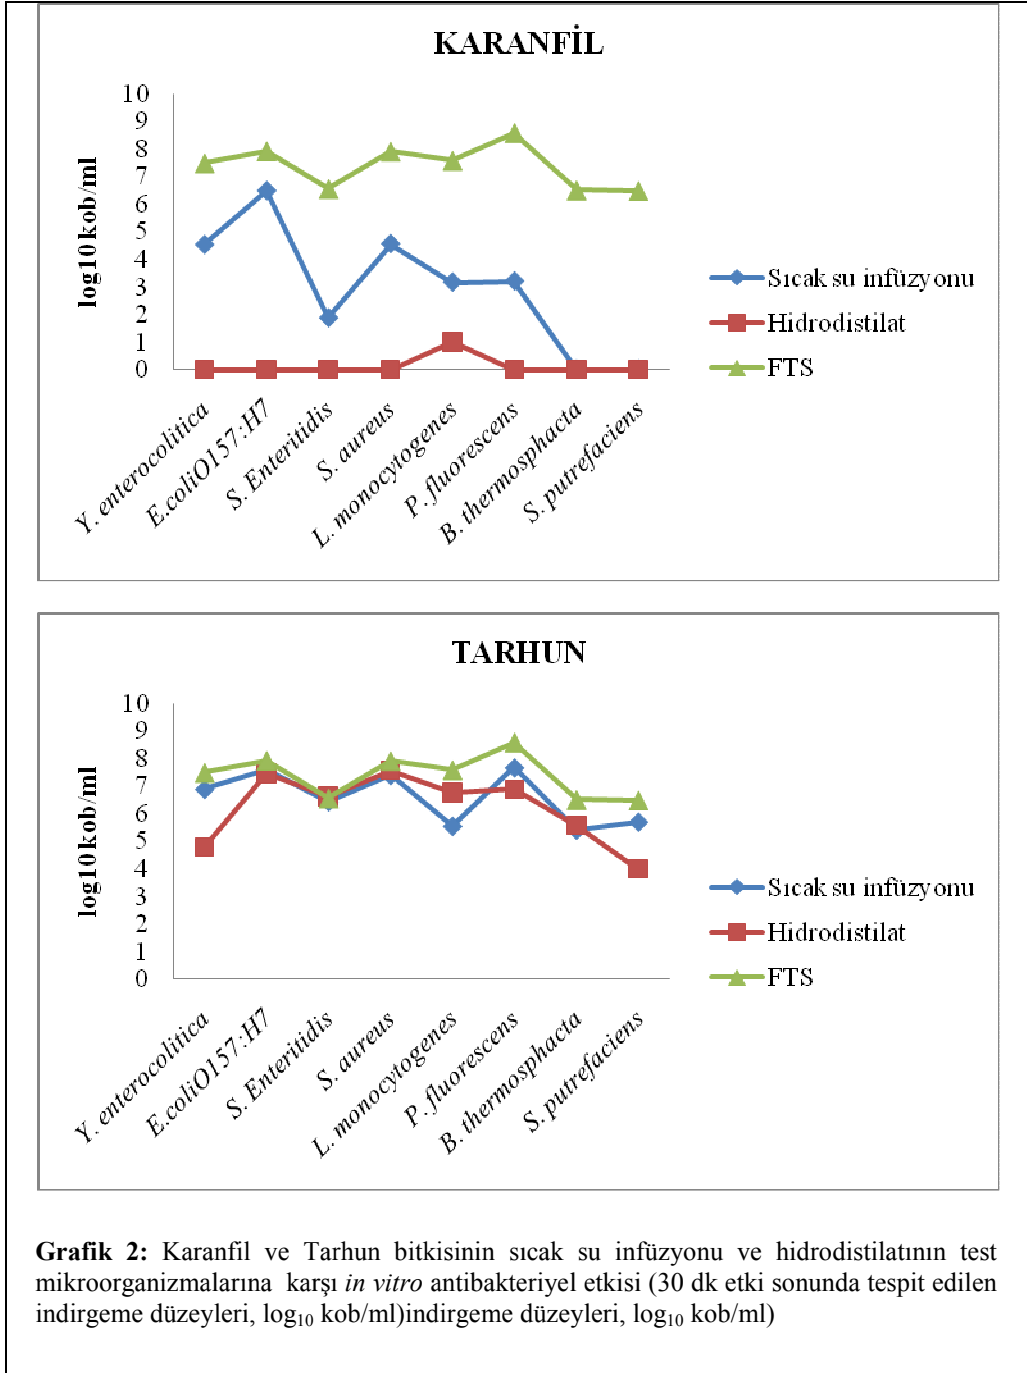 KARANFİL
10
9
8
7
6
5
4
3
2
1
0
log10 kob/ml
Y. enterocolitica
E.coliO157:H7
S. Enteritidis
S. aureus
L. monocytogenes
P. fluorescens
B. thermosphacta
S. putrefaciens
Sıcak su infüzyonu
Hidrodistilat
FTS
TARHUN
10
9
8
7
6
5
4
3
2
1
0
log10 kob/ml
Y. enterocolitica
E.coliO157:H7
S. Enteritidis
S. aureus
L. monocytogenes
P. fluorescens
B. thermosphacta
S. putrefaciens
Sıcak su infüzyonu
Hidrodistilat
FTS
Grafik 2: Karanfil ve Tarhun bitkisinin sıcak su infüzyonu ve hidrodistilatının test
mikroorganizmalarına karşı in vitro antibakteriyel etkisi (30 dk etki sonunda tespit edilen
indirgeme düzeyleri, log₁₀ kob/ml)indirgeme düzeyleri, log₁₀ kob/ml)